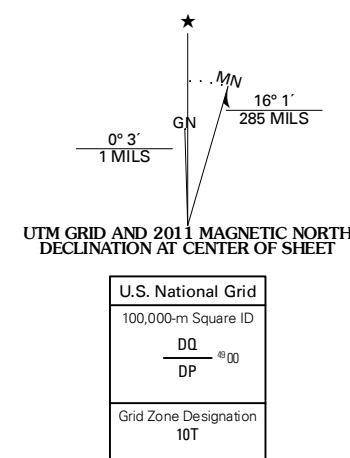 ★
MN
GN
16° 1´
285 MILS
0° 3´
1 MILS
UTM GRID AND 2011 MAGNETIC NORTH
DECLINATION AT CENTER OF SHEET
U.S. National Grid
100,000-m Square ID
DQ
4900
DP
Grid Zone Designation
10T